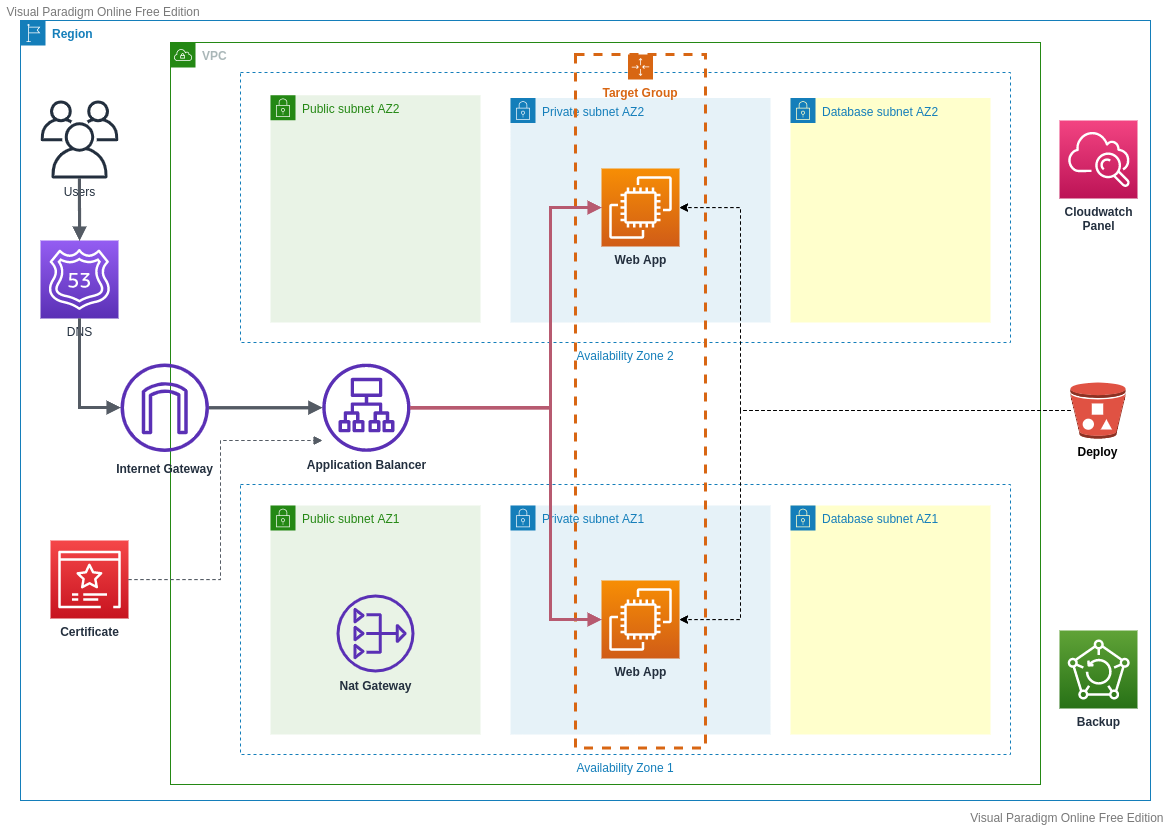 Visual Paradigm Online Free Edition
Region
VPC
Target Group
Public subnet AZ2
Private subnet AZ2
Database subnet AZ2
Users
Cloudwatch
Panel
Web App
53
DNS
Availability Zone 2
Internet Gateway
Application Balancer
Deploy
Public subnet AZ1
Private subnet AZ1
Database subnet AZ1
Certificate
Nat Gateway
Web App
Backup
Availability Zone 1
Visual Paradigm Online Free Edition